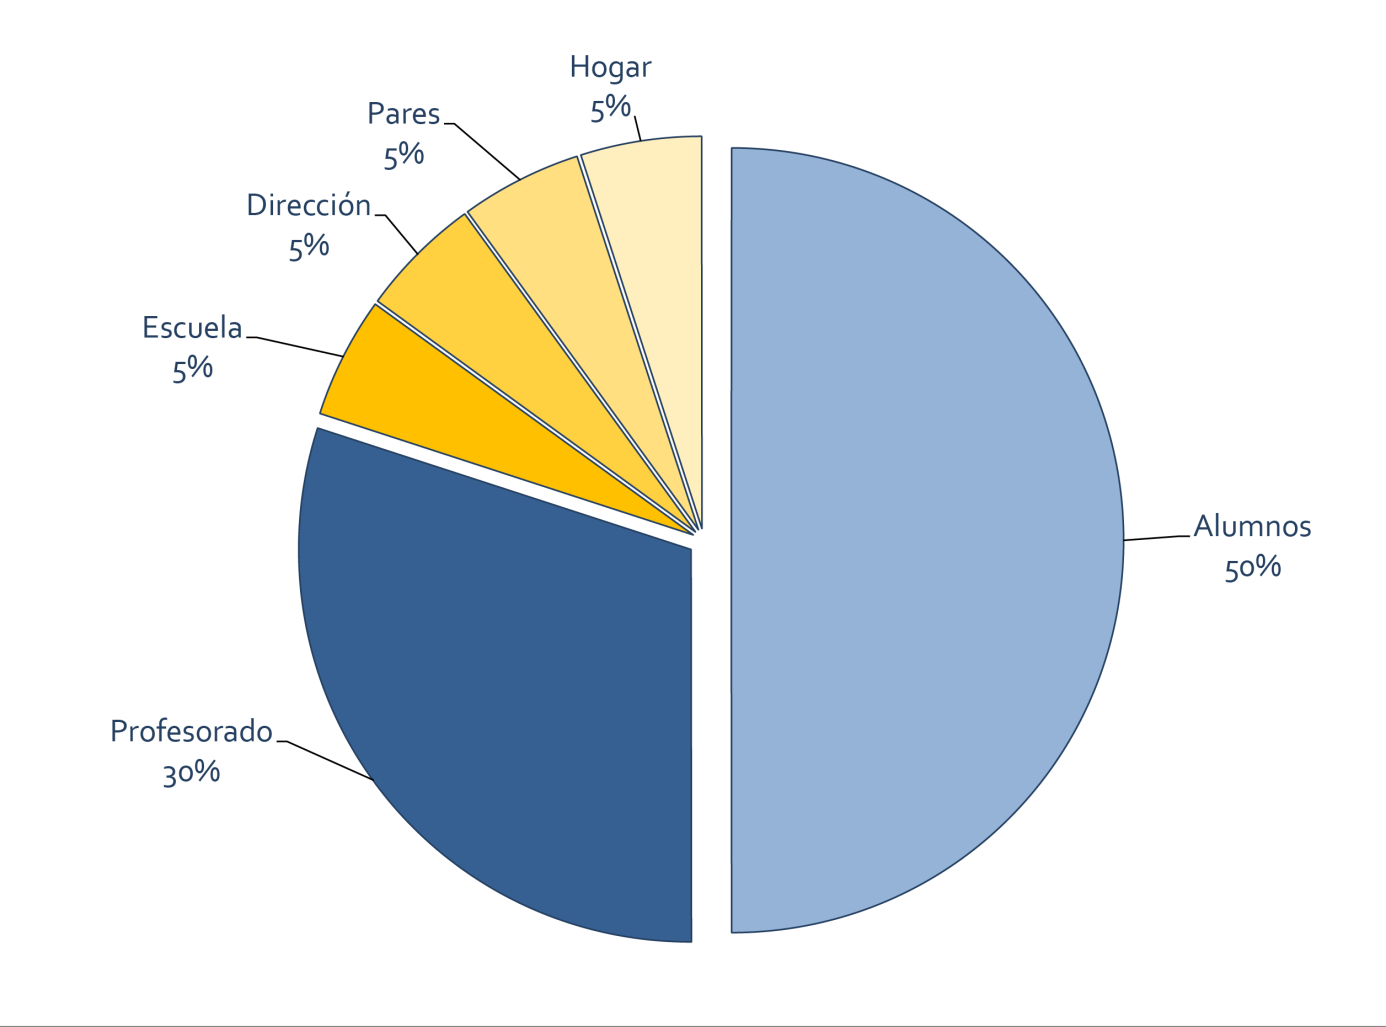 Hogar
5%
Pares
5%
Dirección
5%
Escuela
5%
Alumnos
50%
Profesorado
30%